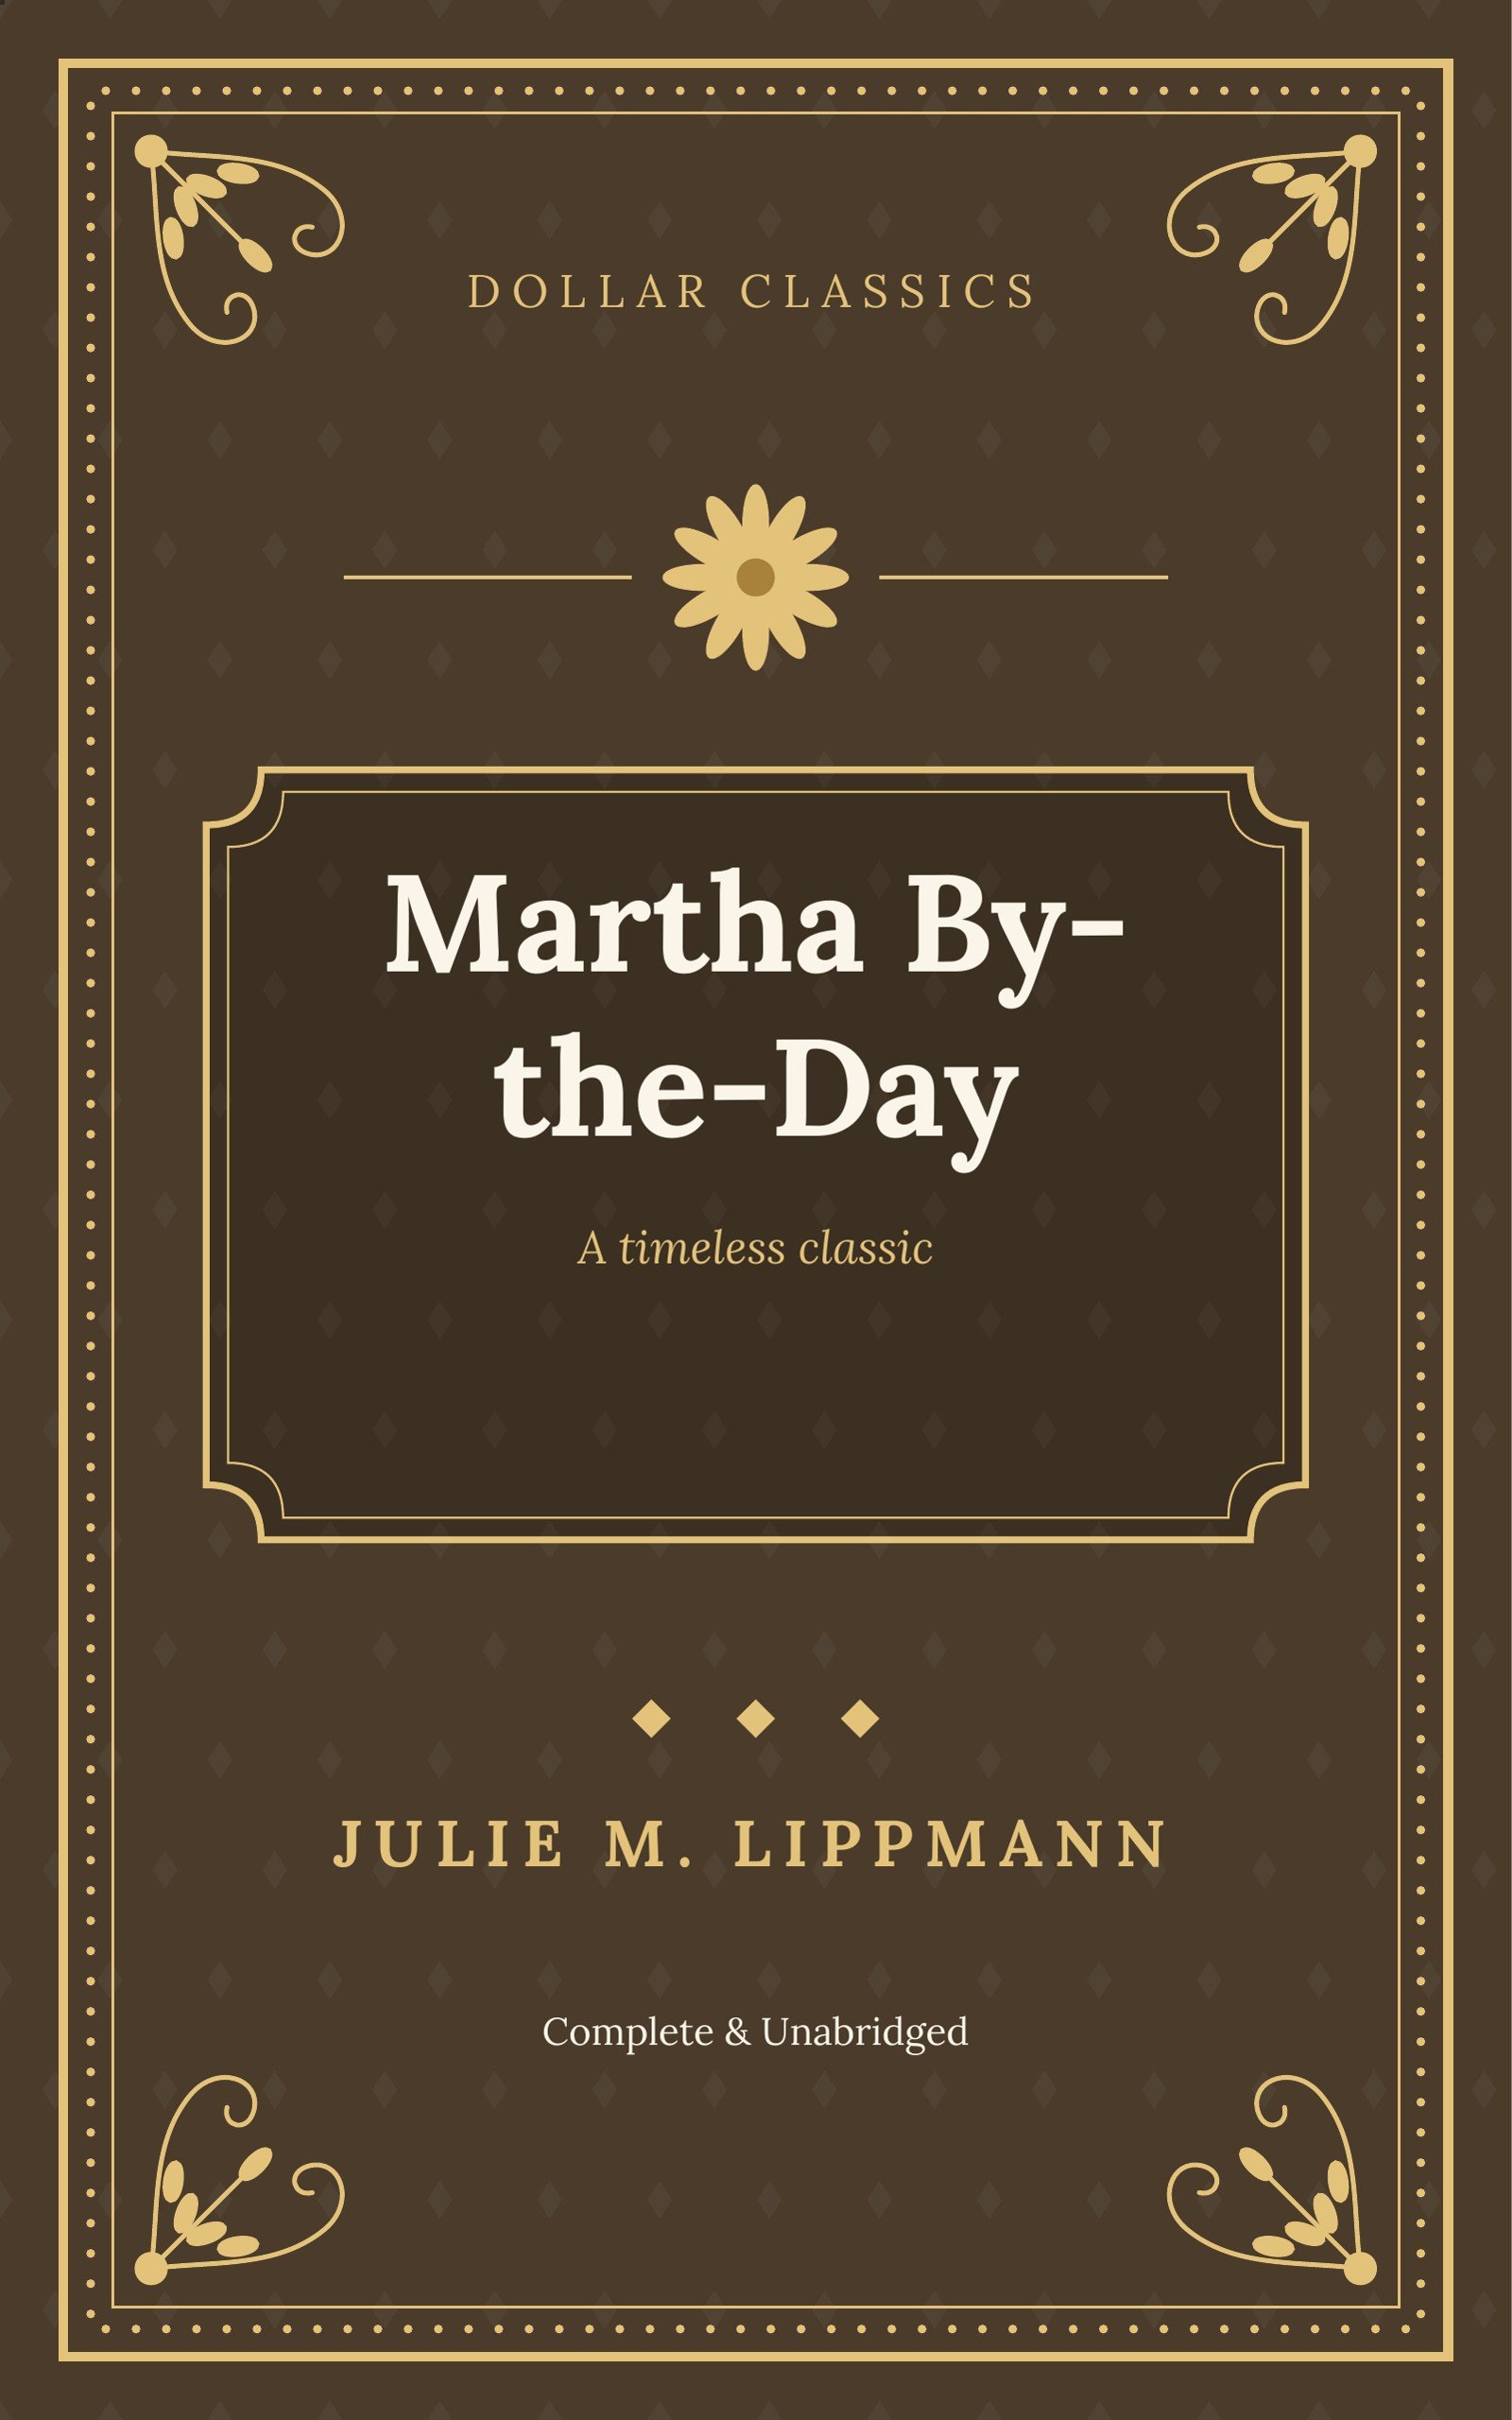 DOLLAR CLASSICS
Martha By-
the-Day
A timeless classic
JULIE M. LIPPMANN
Complete & Unabridged